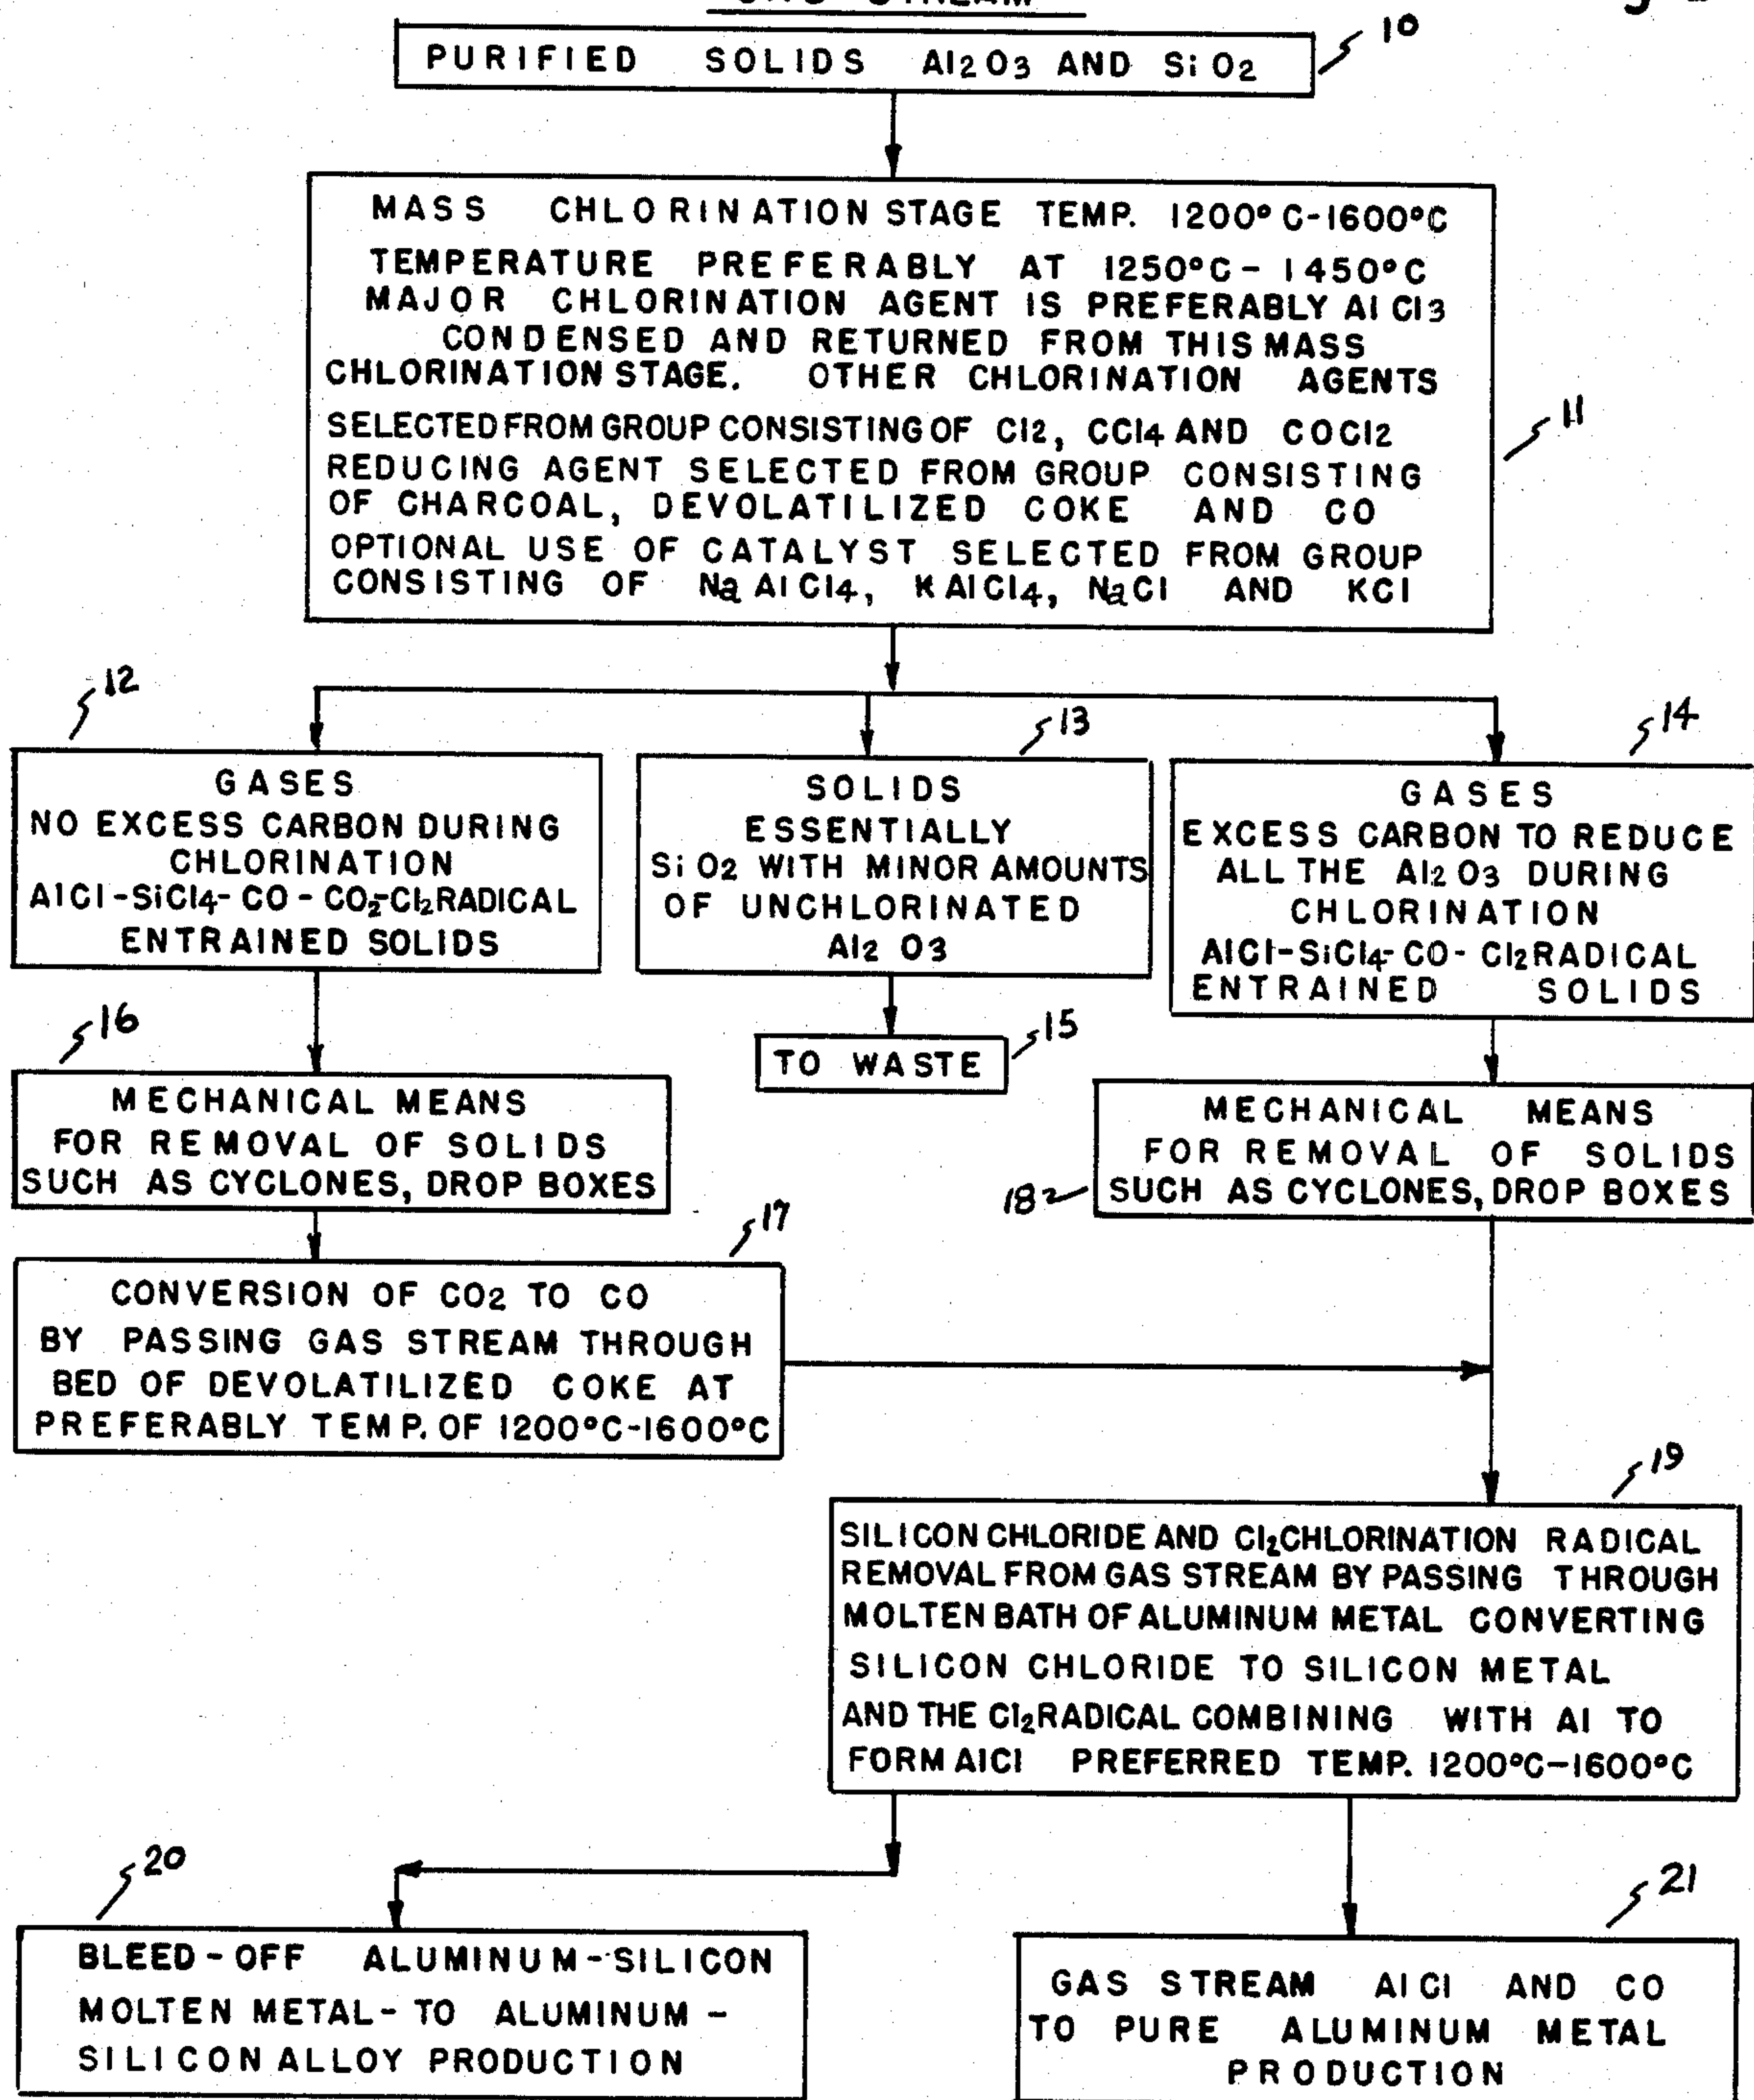 10
PURIFIED SOLIDS Al2O3 AND SiO2
MASS CHLORINATION STAGE TEMP. 1200°C-1600°C
TEMPERATURE PREFERABLY AT 1250°C-1450°C
MAJOR CHLORINATION AGENT IS PREFERABLY AlCl3
CONDENSED AND RETURNED FROM THIS MASS
CHLORINATION STAGE. OTHER CHLORINATION AGENTS
SELECTED FROM GROUP CONSISTING OF Cl2, CCl4 AND COCl2
REDUCING AGENT SELECTED FROM GROUP CONSISTING
OF CHARCOAL, DEVOLATILIZED COKE AND CO
OPTIONAL USE OF CATALYST SELECTED FROM GROUP
CONSISTING OF NaAlCl4, KAlCl4, NaCl AND KCl
11
12
GASES
NO EXCESS CARBON DURING
CHLORINATION
AlCl-SiCl4-CO-CO2-Cl2 RADICAL
ENTRAINED SOLIDS
13
SOLIDS
ESSENTIALLY
SiO2 WITH MINOR AMOUNTS
OF UNCHLORINATED
Al2O3
14
GASES
EXCESS CARBON TO REDUCE
ALL THE Al2O3 DURING
CHLORINATION
AlCl-SiCl4-CO-Cl2 RADICAL
ENTRAINED SOLIDS
15
TO WASTE
16
MECHANICAL MEANS
FOR REMOVAL OF SOLIDS
SUCH AS CYCLONES, DROP BOXES
18
MECHANICAL MEANS
FOR REMOVAL OF SOLIDS
SUCH AS CYCLONES, DROP BOXES
17
CONVERSION OF CO2 TO CO
BY PASSING GAS STREAM THROUGH
BED OF DEVOLATILIZED COKE AT
PREFERABLY TEMP. OF 1200°C-1600°C
19
SILICON CHLORIDE AND Cl2 CHLORINATION RADICAL
REMOVAL FROM GAS STREAM BY PASSING THROUGH
MOLTEN BATH OF ALUMINUM METAL CONVERTING
SILICON CHLORIDE TO SILICON METAL
AND THE Cl2 RADICAL COMBINING WITH Al TO
FORM AlCl PREFERRED TEMP. 1200°C-1600°C
20
BLEED-OFF ALUMINUM-SILICON
MOLTEN METAL-TO ALUMINUM-
SILICON ALLOY PRODUCTION
21
GAS STREAM AlCl AND CO
TO PURE ALUMINUM METAL
PRODUCTION